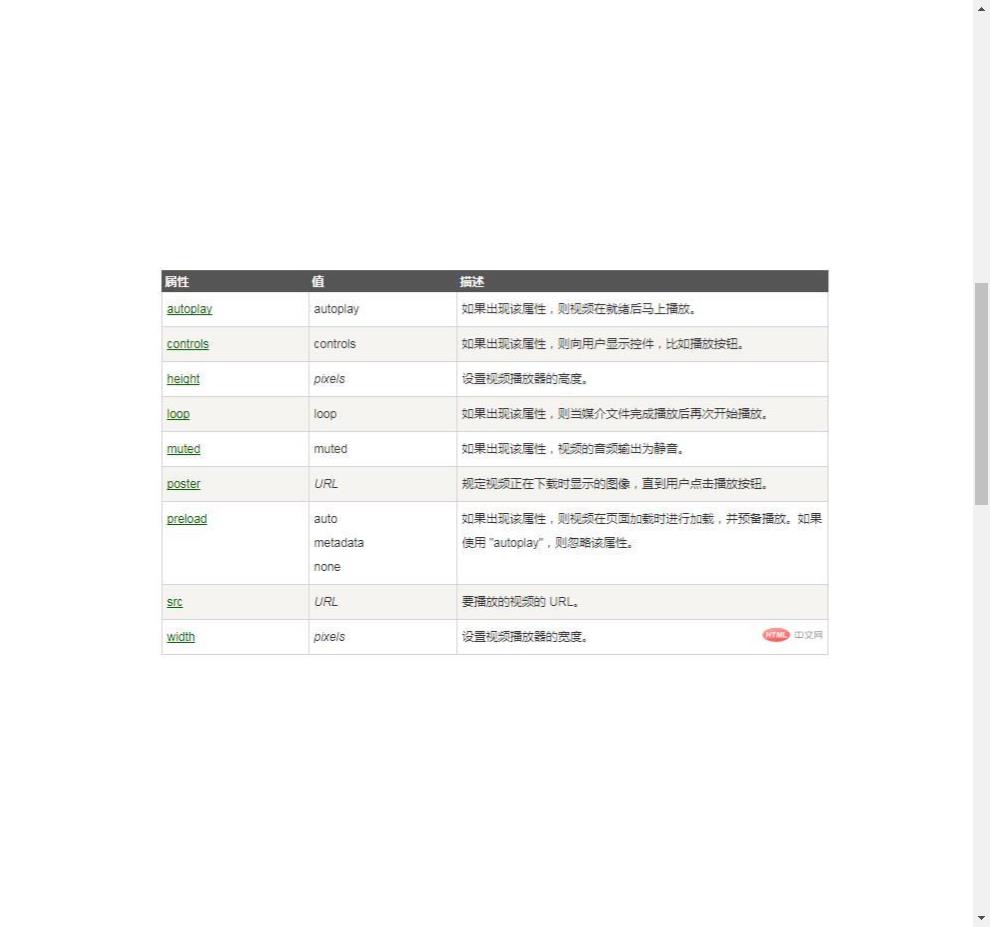 属性 值 描述
autoplay autoplay 如果出现该属性，则视频在就绪后马上播放。
controls controls 如果出现该属性，则向用户显示控件，比如播放按钮。
height pixels 设置视频播放器的高度。
loop loop 如果出现该属性，则当媒介文件完成播放后再次开始播放。
muted muted 如果出现该属性，视频的音频输出为静音。
poster URL 规定视频正在下载时显示的图像，直到用户点击播放按钮。
preload auto 如果出现该属性，则视频在页面加载时进行加载，并预备播放。如果
metadata 使用 "autoplay"，则忽略该属性。
none
src URL 要播放的视频的 URL。
width pixels 设置视频播放器的宽度。
HTML 中文网